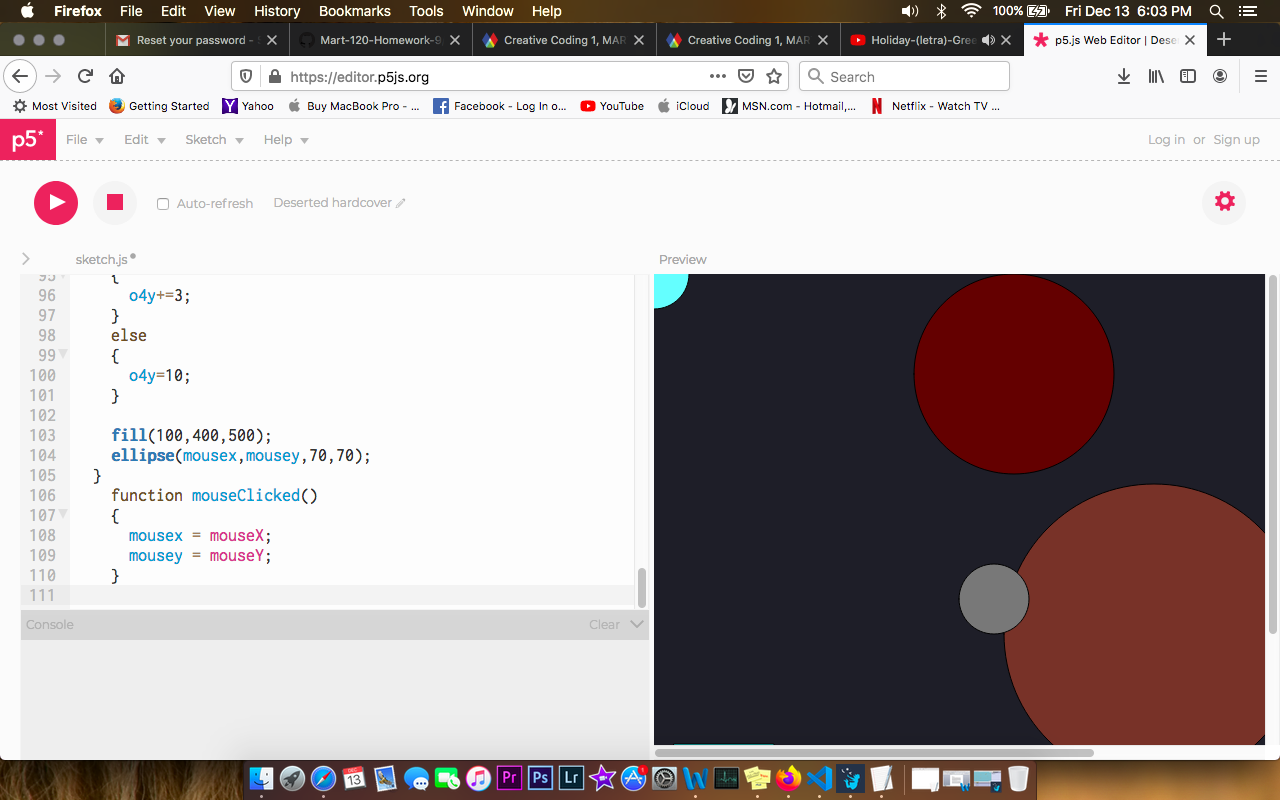 Firefox File Edit View History Bookmarks Tools Window Help 100% Fri Dec 13 6:03 PM
Reset your password - Mart-120-Homework-9 Creative Coding 1, MAR Creative Coding 1, MAR Holiday-(letra)-Gree p5.js Web Editor | Dese
https://editor.p5js.org Search
Most Visited Getting Started Yahoo Buy MacBook Pro - ... Facebook - Log In o... YouTube iCloud MSN.com - Hotmail,... Netflix - Watch TV ...
p5* File Edit Sketch Help Log in or Sign up
Auto-refresh Deserted hardcover
sketch.js Preview
95 {
96 o4y+=3;
97 }
98 else
99 {
100 o4y=10;
101 }
102
103 fill(100,400,500);
104 ellipse(mousex,mousey,70,70);
105 }
106 function mouseClicked()
107 {
108 mousex = mouseX;
109 mousey = mouseY;
110 }
111
Console Clear
DEC 13 Pr Ps Lr